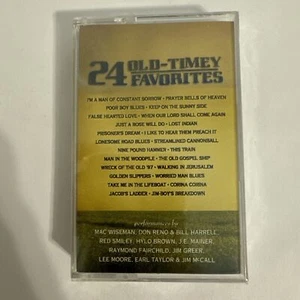 24 OLD-TIMEY
FAVORITES
I'M A MAN OF CONSTANT SORROW • PRAYER BELLS OF HEAVEN
POOR BOY BLUES • KEEP ON THE SUNNY SIDE
FALSE HEARTED LOVE • WHEN OUR LORD SHALL COME AGAIN
JUST A NOSE WILL DO • LOST INDIAN
PRISONER'S DREAM • I LIKE TO HEAR THEM PREACH IT
LONESOME ROAD BLUES • STREAMLINED CANNONBALL
NINE POUND HAMMER • THIS TRAIN
MAN IN THE WOODPILE • THE OLD GOSPEL SHIP
WRECK OF THE OLD '97 • WALKING IN JERUSALEM
GOLDEN SLIPPERS • WORRIED MAN BLUES
TAKE ME IN THE LIFEBOAT • CORINA CORINA
JACOB'S LADDER • JIM-BOY'S BREAKDOWN
performances by
MAC WISEMAN, DON RENO & BILL HARRELL,
RED SMILEY, HYLO BROWN, J.E. MAINER,
RAYMOND FAIRCHILD, JIM GREER,
LEE MOORE, EARL TAYLOR & JIM McCALL